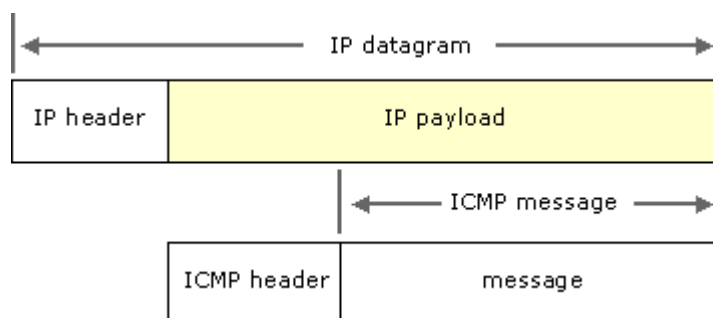 IP datagram
IP header IP payload
ICMP message
ICMP header message